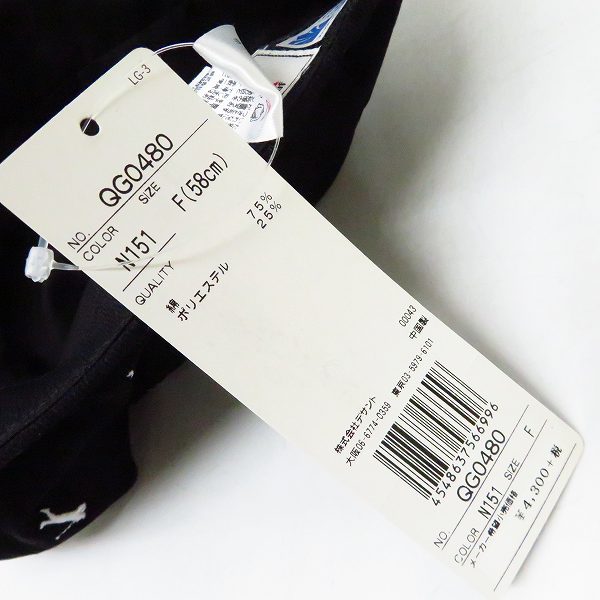 LG-3
NO. QG0480
COLOR SIZE
N151 F(58cm)
QUALITY
綿 75%
ポリエステル 25%
00043
中国製
株式会社デサント
大阪06-6774-0359 東京03-5979-6101
4548637566996
NO. QG0480
COLOR N151 SIZE F
メーカー希望小売価格
¥4,300+税